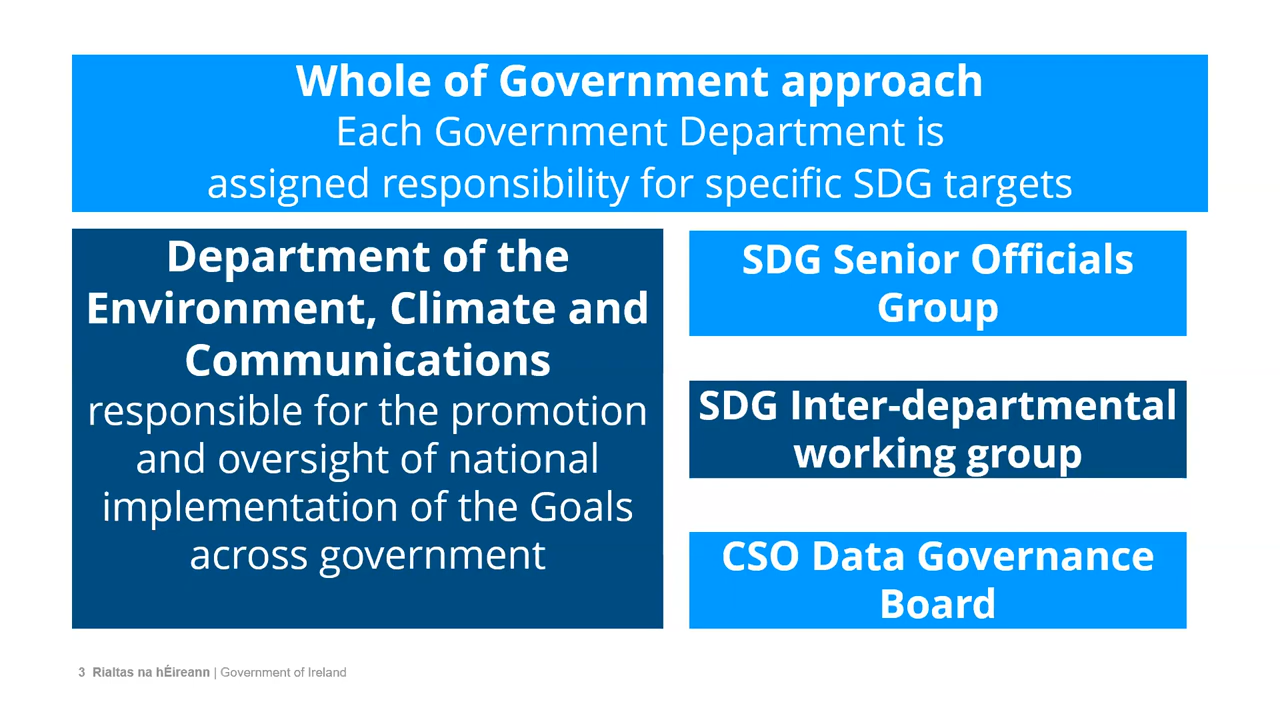 Whole of Government approach
Each Government Department is
assigned responsibility for specific SDG targets
Department of the
Environment, Climate and
Communications
responsible for the promotion
and oversight of national
implementation of the Goals
across government
SDG Senior Officials
Group
SDG Inter-departmental
working group
CSO Data Governance
Board
3 Rialtas na hÉireann | Government of Ireland